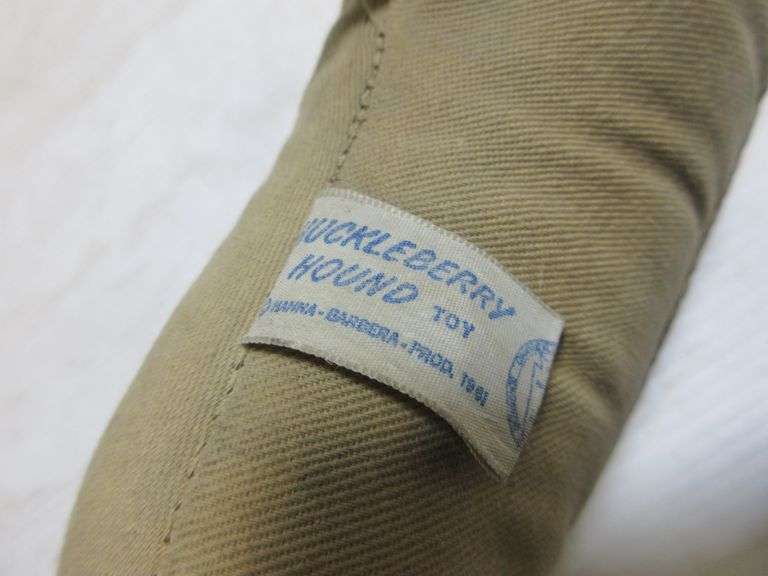 HUCKLEBERRY
HOUND TOY
© HANNA-BARBERA-PROD. 1961